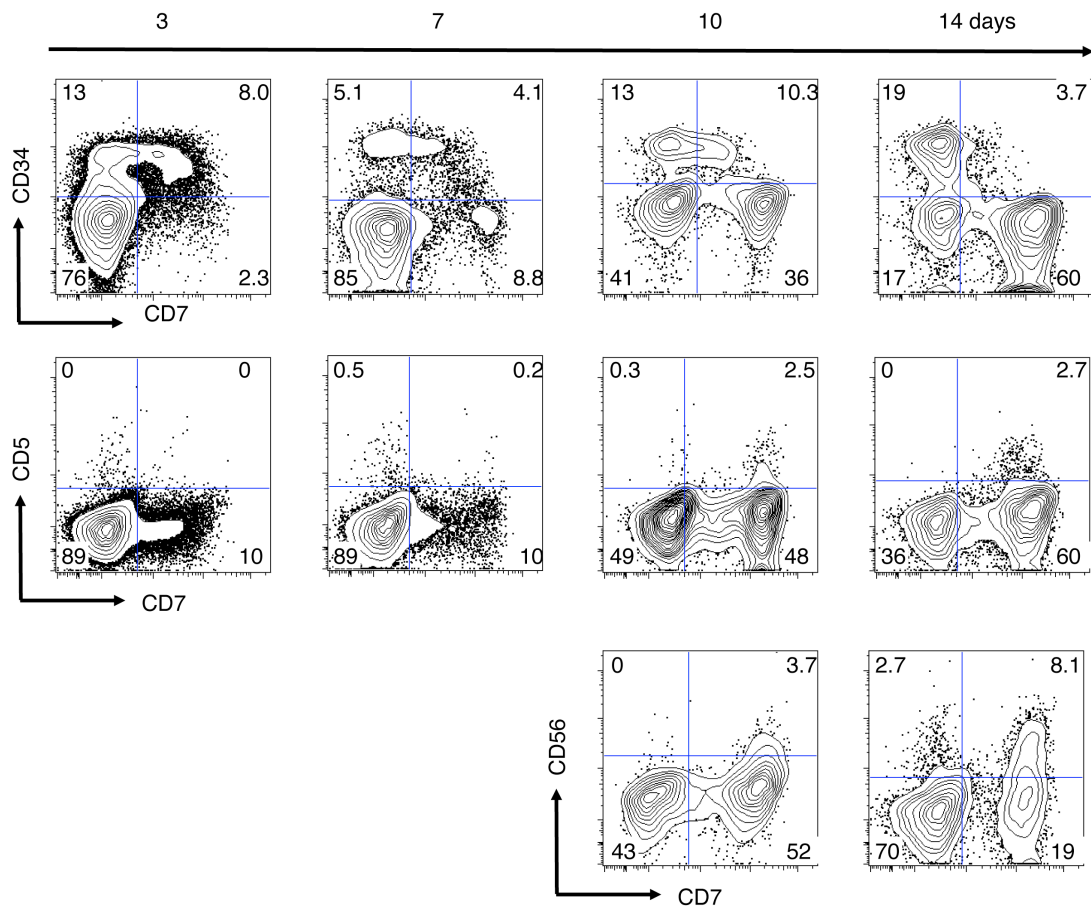 3 7 10 14 days
13 8.0 5.1 4.1 13 10.3 19 3.7
CD34
76 2.3 85 8.8 41 36 17 60
CD7
0 0 0.5 0.2 0.3 2.5 0 2.7
CD5
89 10 89 10 49 48 36 60
CD7
0 3.7 2.7 8.1
CD56
43 52 70 19
CD7